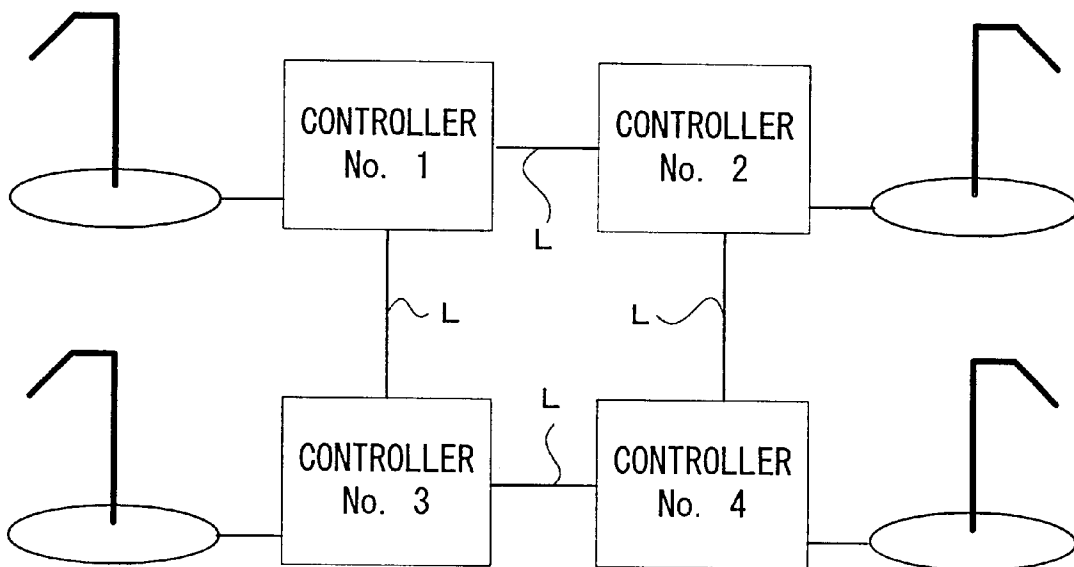 CONTROLLER
No. 1
CONTROLLER
No. 2
L
L
L
L
CONTROLLER
No. 3
CONTROLLER
No. 4